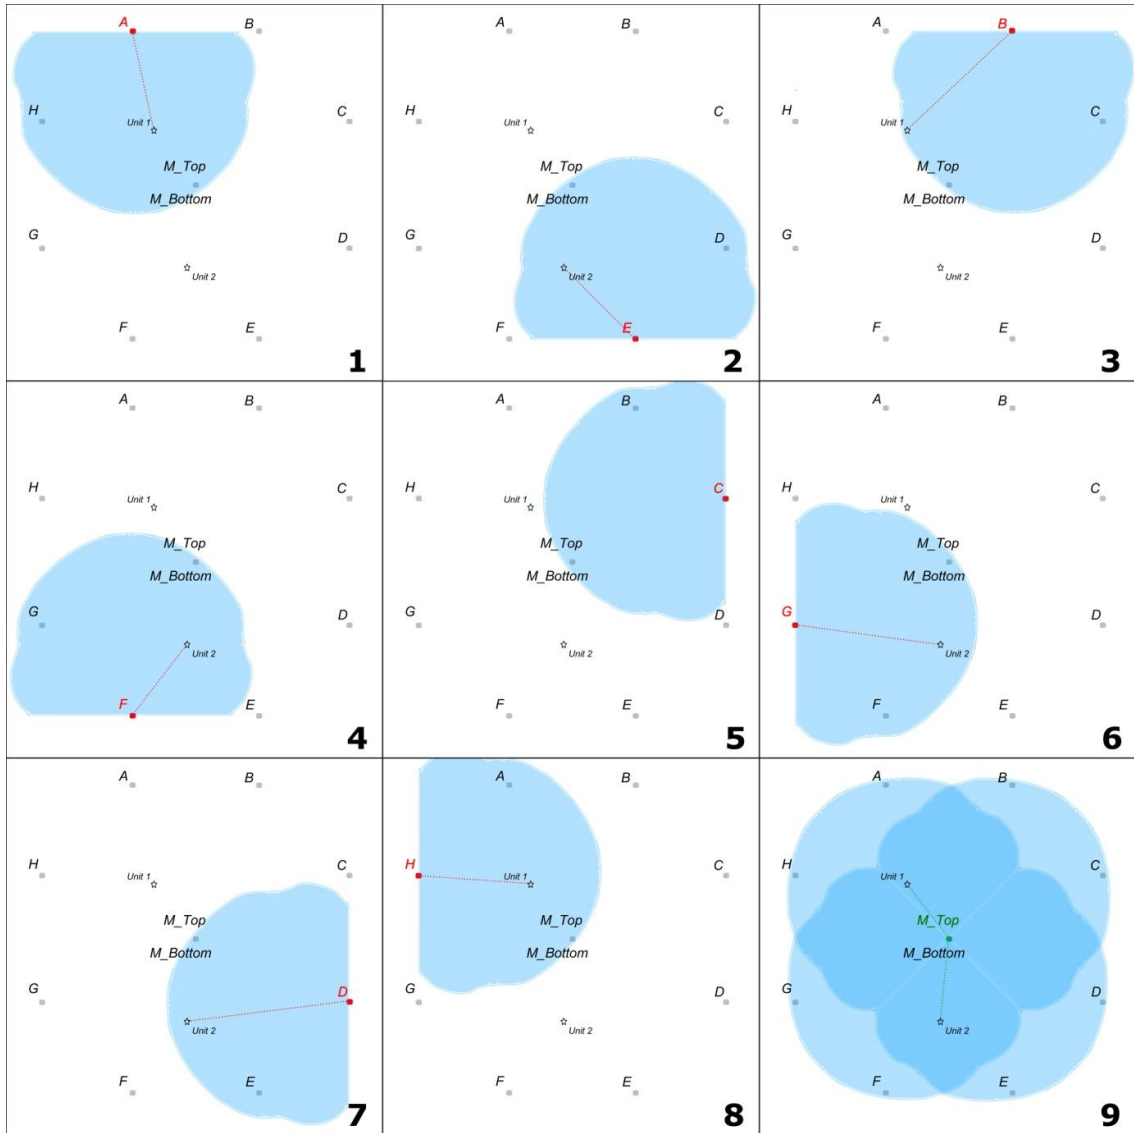 A B
H C
Unit 1
M_Top
M_Bottom
G D
Unit 2
F E
1
A B
H C
Unit 1
M_Top
M_Bottom
G D
Unit 2
F E
2
A B
H C
Unit 1
M_Top
M_Bottom
G D
Unit 2
F E
3
A B
H C
Unit 1
M_Top
M_Bottom
G D
Unit 2
F E
4
A B
H C
Unit 1
M_Top
M_Bottom
G D
Unit 2
F E
5
A B
H C
Unit 1
M_Top
M_Bottom
G D
Unit 2
F E
6
A B
H C
Unit 1
M_Top
M_Bottom
G D
Unit 2
F E
7
A B
H C
Unit 1
M_Top
M_Bottom
G D
Unit 2
F E
8
A B
H C
Unit 1
M_Top
M_Bottom
G D
Unit 2
F E
9